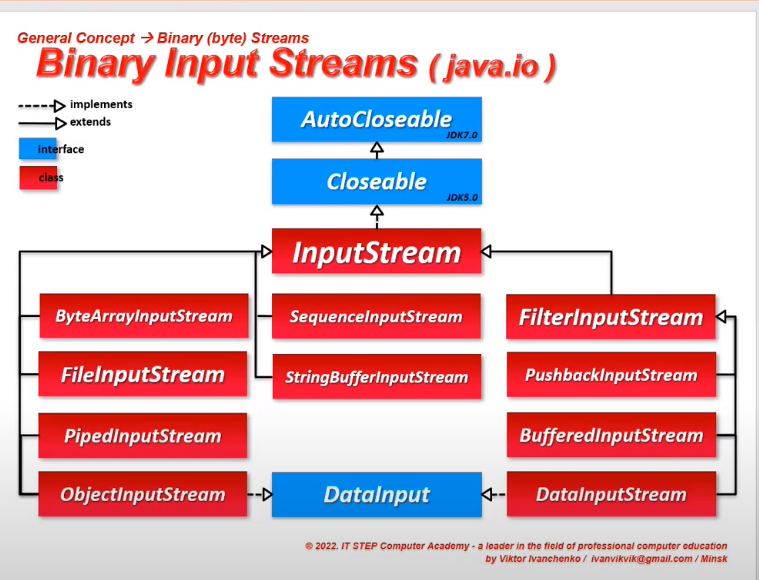 General Concept → Binary (byte) Streams
Binary Input Streams ( java.io )
implements
extends
interface
class
AutoCloseable
JDK7.0
Closeable
JDK5.0
InputStream
ByteArrayInputStream
SequenceInputStream
FilterInputStream
FileInputStream
StringBufferInputStream
PushbackInputStream
PipedInputStream
BufferedInputStream
ObjectInputStream
DataInput
DataInputStream
© 2022. IT STEP Computer Academy - a leader in the field of professional computer education
by Viktor Ivanchenko / ivanvikvik@gmail.com / Minsk